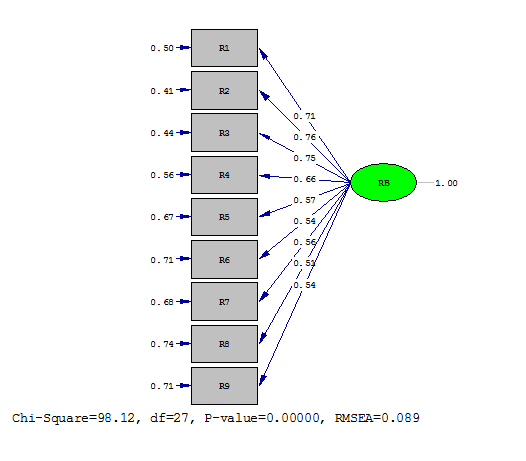 0.50 R1
0.41 R2
0.44 R3
0.56 R4
0.67 R5
0.71 R6
0.68 R7
0.74 R8
0.71 R9
0.71
0.76
0.75
0.66
0.57
0.54
0.56
0.51
0.54
RB 1.00
Chi-Square=98.12, df=27, P-value=0.00000, RMSEA=0.089